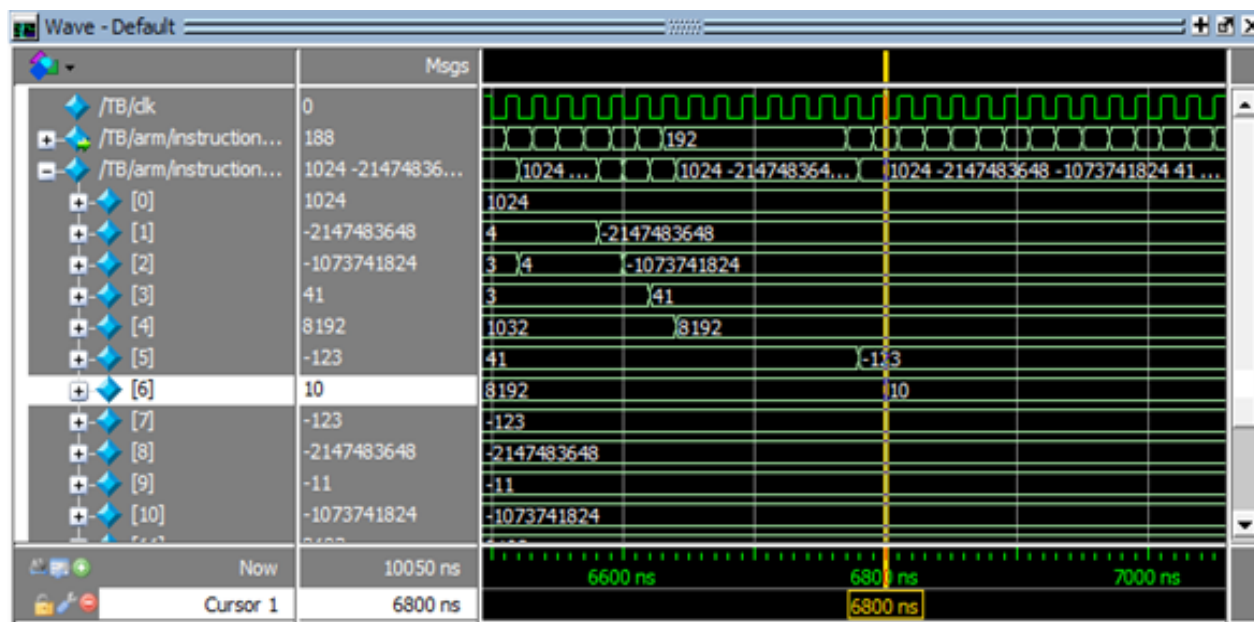 Wave - Default
Msgs
/TB/clk 0
/TB/arm/instruction... 188 192
/TB/arm/instruction... 1024 -21474836... 1024 ... 1024 -214748364... 1024 -2147483648 -1073741824 41 ...
[0] 1024 1024
[1] -2147483648 4 -2147483648
[2] -1073741824 3 4 -1073741824
[3] 41 3 41
[4] 8192 1032 8192
[5] -123 41 -123
[6] 10 8192 10
[7] -123 -123
[8] -2147483648 -2147483648
[9] -11 -11
[10] -1073741824 -1073741824
Now 10050 ns 6600 ns 6800 ns 7000 ns
Cursor 1 6800 ns 6800 ns